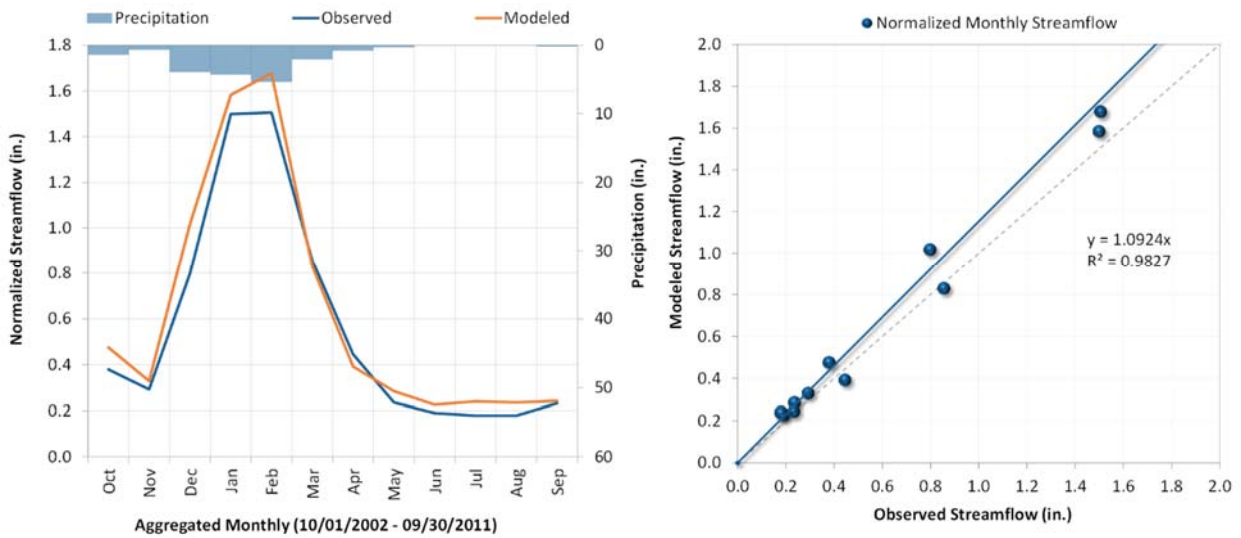 Precipitation Observed Modeled
Normalized Streamflow (in.)
1.8
1.6
1.4
1.2
1.0
0.8
0.6
0.4
0.2
0.0
0
10
20
30
40
50
60
Precipitation (in.)
Oct Nov Dec Jan Feb Mar Apr May Jun Jul Aug Sep
Aggregated Monthly (10/01/2002 - 09/30/2011)
Normalized Monthly Streamflow
Modeled Streamflow (in.)
2.0
1.8
1.6
1.4
1.2
1.0
0.8
0.6
0.4
0.2
0.0
y = 1.0924x
R² = 0.9827
0.0 0.2 0.4 0.6 0.8 1.0 1.2 1.4 1.6 1.8 2.0
Observed Streamflow (in.)